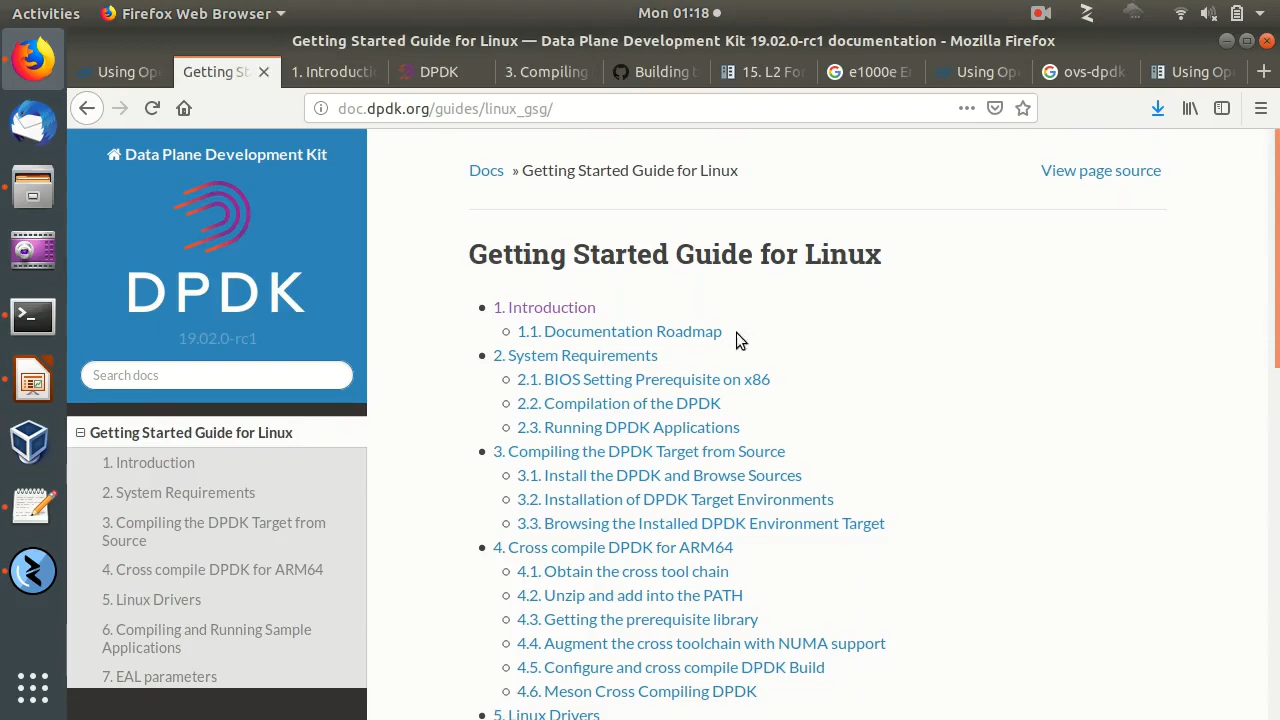 Activities
Firefox Web Browser
Mon 01:18
Getting Started Guide for Linux — Data Plane Development Kit 19.02.0-rc1 documentation - Mozilla Firefox
Using Op
Getting St
1. Introducti
DPDK
3. Compiling
Building t
15. L2 For
e1000e E
Using Op
ovs-dpdk
Using Op
doc.dpdk.org/guides/linux_gsg/
Data Plane Development Kit
DPDK
19.02.0-rc1
Search docs
Getting Started Guide for Linux
1. Introduction
2. System Requirements
3. Compiling the DPDK Target from
Source
4. Cross compile DPDK for ARM64
5. Linux Drivers
6. Compiling and Running Sample
Applications
7. EAL parameters
Docs » Getting Started Guide for Linux
View page source
Getting Started Guide for Linux
1. Introduction
1.1. Documentation Roadmap
2. System Requirements
2.1. BIOS Setting Prerequisite on x86
2.2. Compilation of the DPDK
2.3. Running DPDK Applications
3. Compiling the DPDK Target from Source
3.1. Install the DPDK and Browse Sources
3.2. Installation of DPDK Target Environments
3.3. Browsing the Installed DPDK Environment Target
4. Cross compile DPDK for ARM64
4.1. Obtain the cross tool chain
4.2. Unzip and add into the PATH
4.3. Getting the prerequisite library
4.4. Augment the cross toolchain with NUMA support
4.5. Configure and cross compile DPDK Build
4.6. Meson Cross Compiling DPDK
5. Linux Drivers